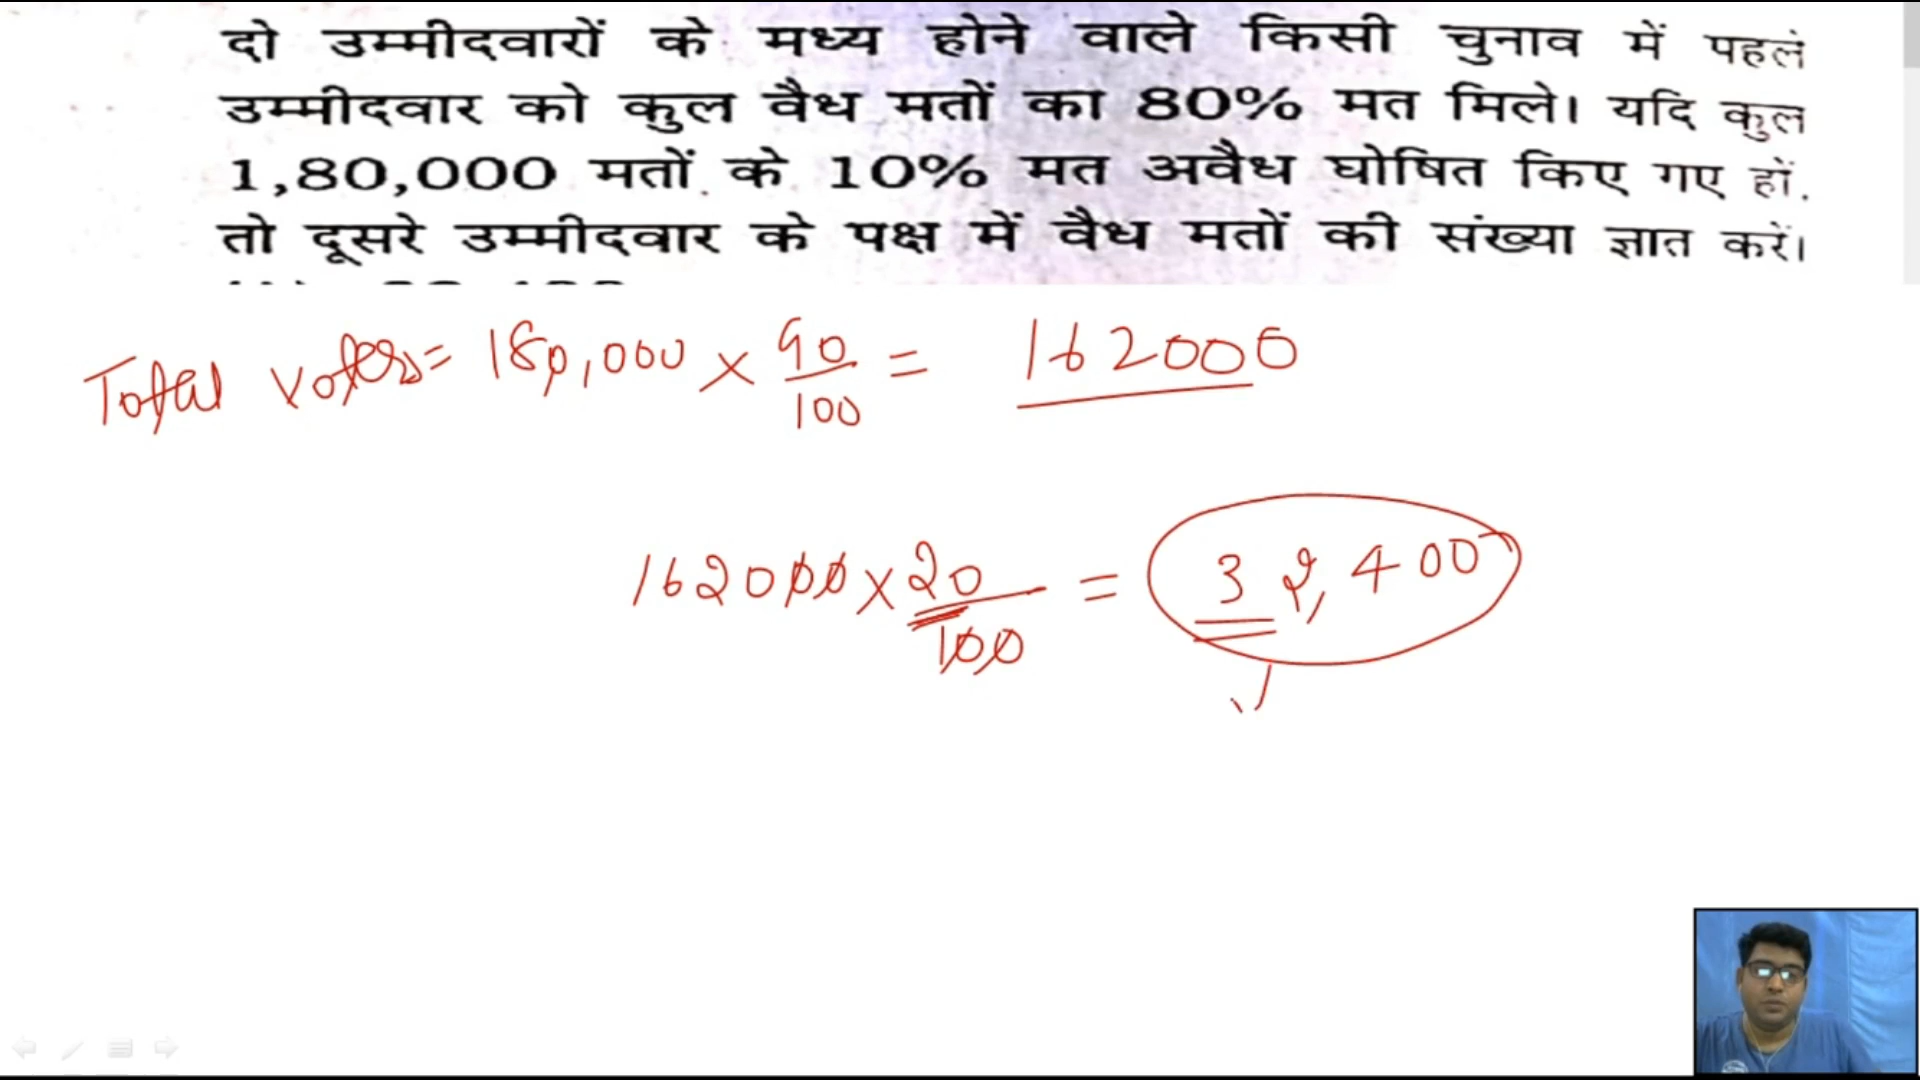 दो उम्मीदवारों के मध्य होने वाले किसी चुनाव में पहले
उम्मीदवार को कुल वैध मतों का 80% मत मिले। यदि कुल
1,80,000 मतों के 10% मत अवैध घोषित किए गए हों.
तो दूसरे उम्मीदवार के पक्ष में वैध मतों की संख्या ज्ञात करें।
Total votes = 180,000 × 90/100 = 162000
162000 × 20/100 = 32,400